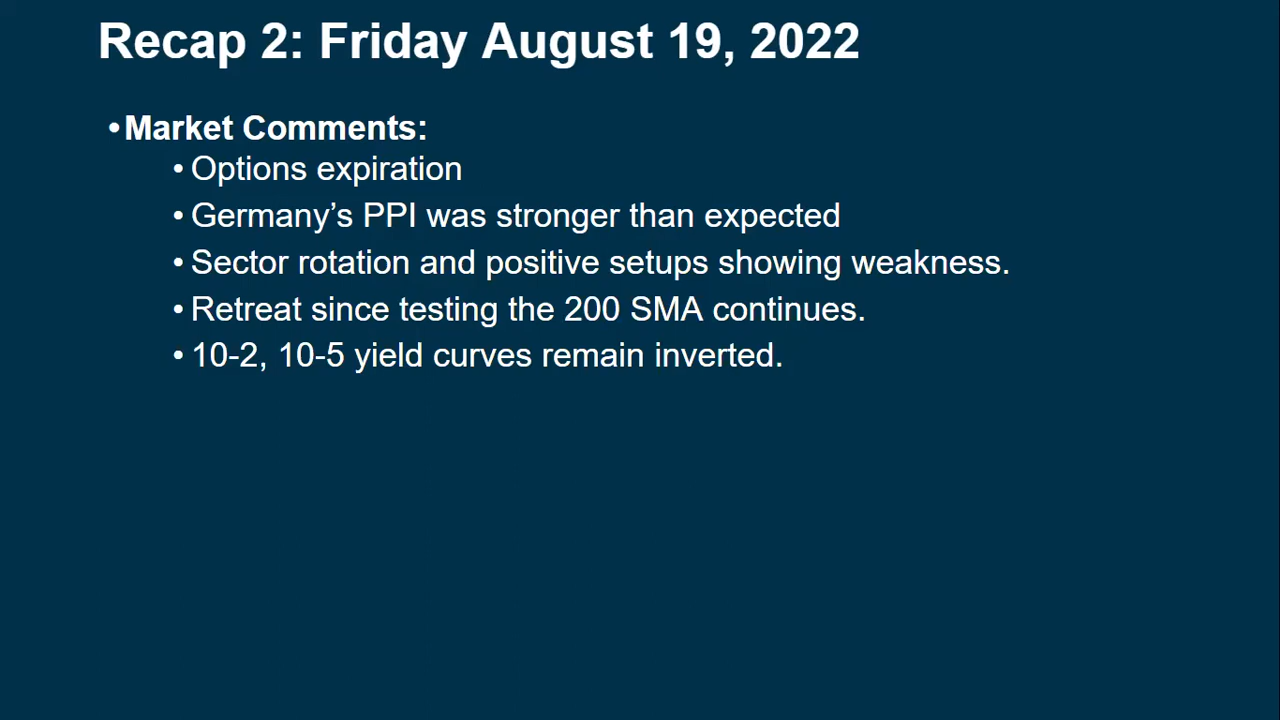 Recap 2: Friday August 19, 2022
•Market Comments:
•Options expiration
•Germany’s PPI was stronger than expected
•Sector rotation and positive setups showing weakness.
•Retreat since testing the 200 SMA continues.
•10-2, 10-5 yield curves remain inverted.